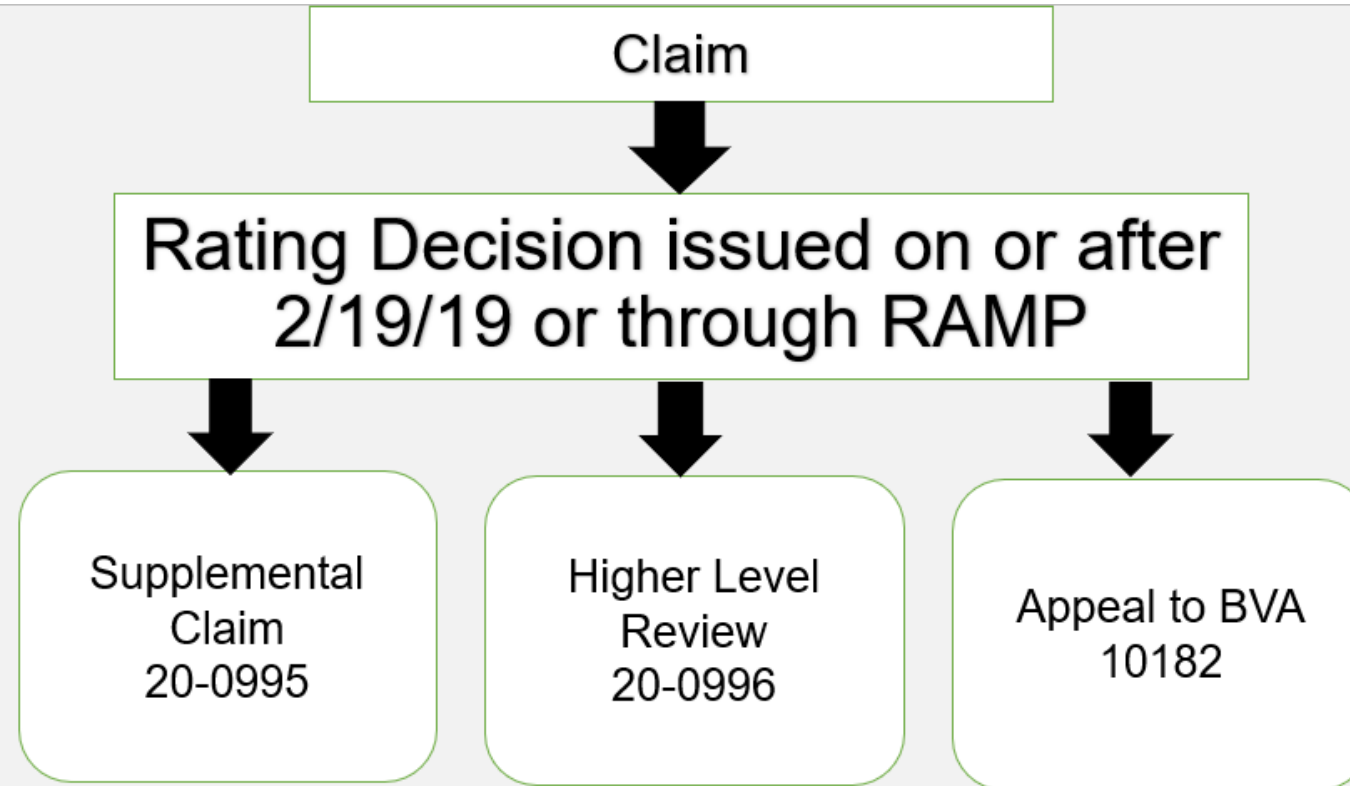 Claim
Rating Decision issued on or after
2/19/19 or through RAMP
Supplemental
Claim
20-0995
Higher Level
Review
20-0996
Appeal to BVA
10182